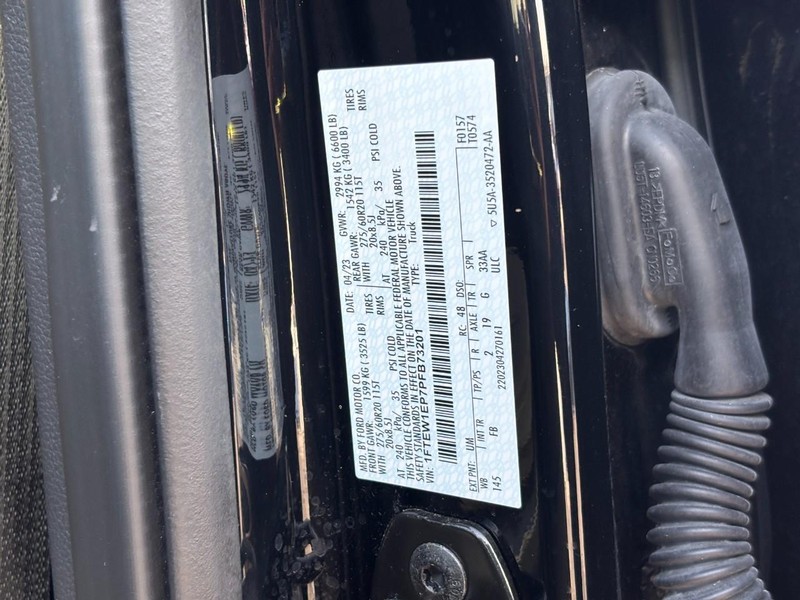 MFD. BY FORD MOTOR CO.
DATE: 04/23
GVWR: 2994 KG ( 6600 LB)
FRONT GAWR: 1599 KG ( 3525 LB)
REAR GAWR: 1542 KG ( 3400 LB)
WITH 275/60R20 115T TIRES
WITH 275/60R20 115T TIRES
20x8.5J RIMS
20x8.5J RIMS
AT 240 kPa/ 35 PSI COLD
AT 240 kPa/ 35 PSI COLD
THIS VEHICLE CONFORMS TO ALL APPLICABLE FEDERAL MOTOR VEHICLE
SAFETY STANDARDS IN EFFECT ON THE DATE OF MANUFACTURE SHOWN ABOVE.
VIN: 1FTEW1EP7PFB73201
TYPE: Truck
EXT PNT: UM RC: 48 DSO: F0157
T0574
WB INT TR TP/PS R AXLE TR SPR
145 FB 2 19 G 33AA
2202304270161 ULC ▽ 5U5A-3520472-AA